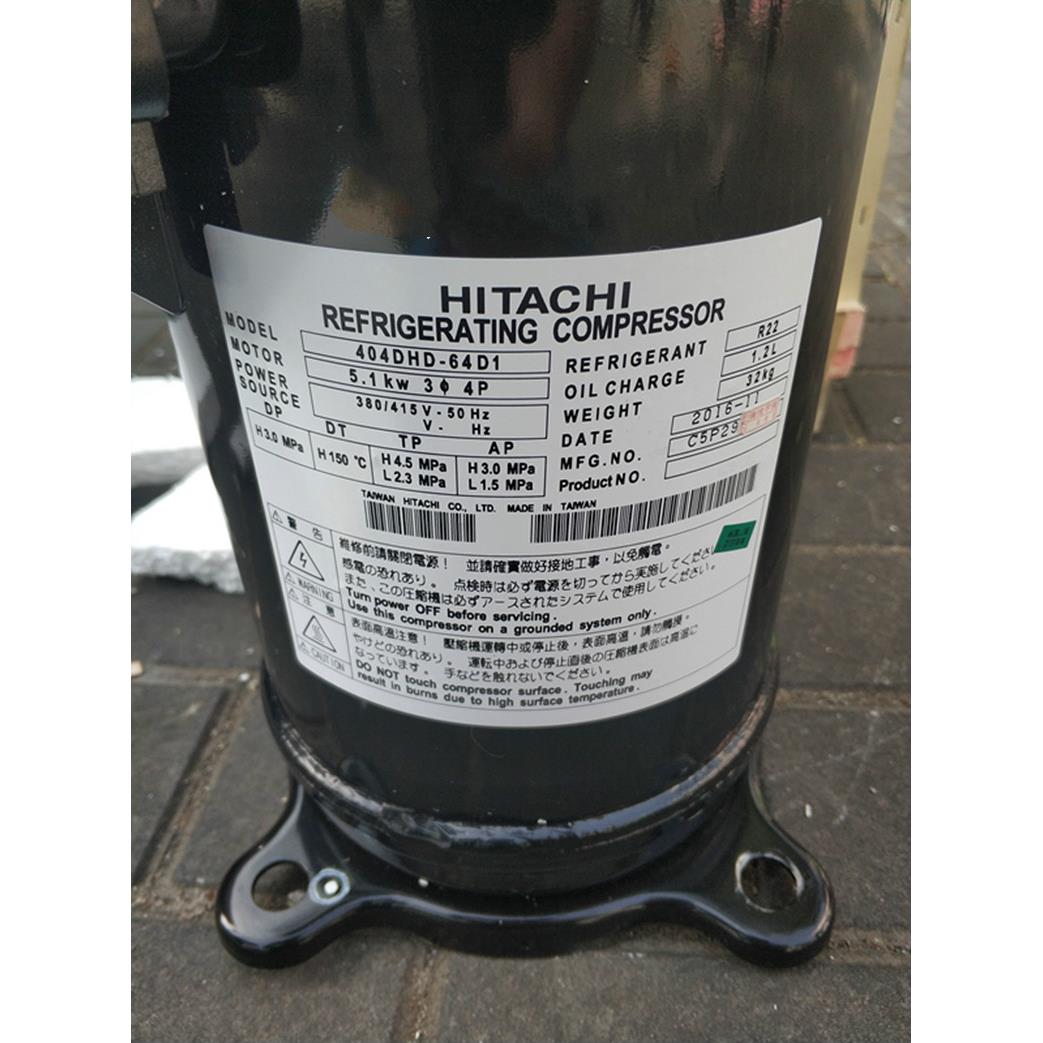 HITACHI
REFRIGERATING COMPRESSOR
MODEL 404DHD-64D1
MOTOR 5.1kw 3ϕ 4P
POWER SOURCE 380/415V-50Hz
V- Hz
DP DT TP AP
H3.0 MPa H150 ℃ H4.5 MPa H3.0 MPa
L2.3 MPa L1.5 MPa
REFRIGERANT R22
OIL CHARGE 1.2L
WEIGHT 32kg
DATE 2016-11
MFG.NO. C5P29
Product NO.
TAIWAN HITACHI CO., LTD. MADE IN TAIWAN
警告
WARNING
維修前請關閉電源! 並請確實做好接地工事,以免觸電。
感電の恐れあり。 点検時は必ず電源を切ってから実施してくださ
また、この圧縮機は必ずアースされたシステムで使用してください。
Turn power OFF before servicing.
Use this compressor on a grounded system only.
注意
CAUTION
表面高溫注意! 壓縮機運轉中或停止後,表面高溫,請勿觸摸。
やけどの恐れあり。 運転中および停止直後の圧縮機表面は高温に
なっています。 手などを触れないでください。
DO NOT touch compressor surface. Touching may
result in burns due to high surface temperature.